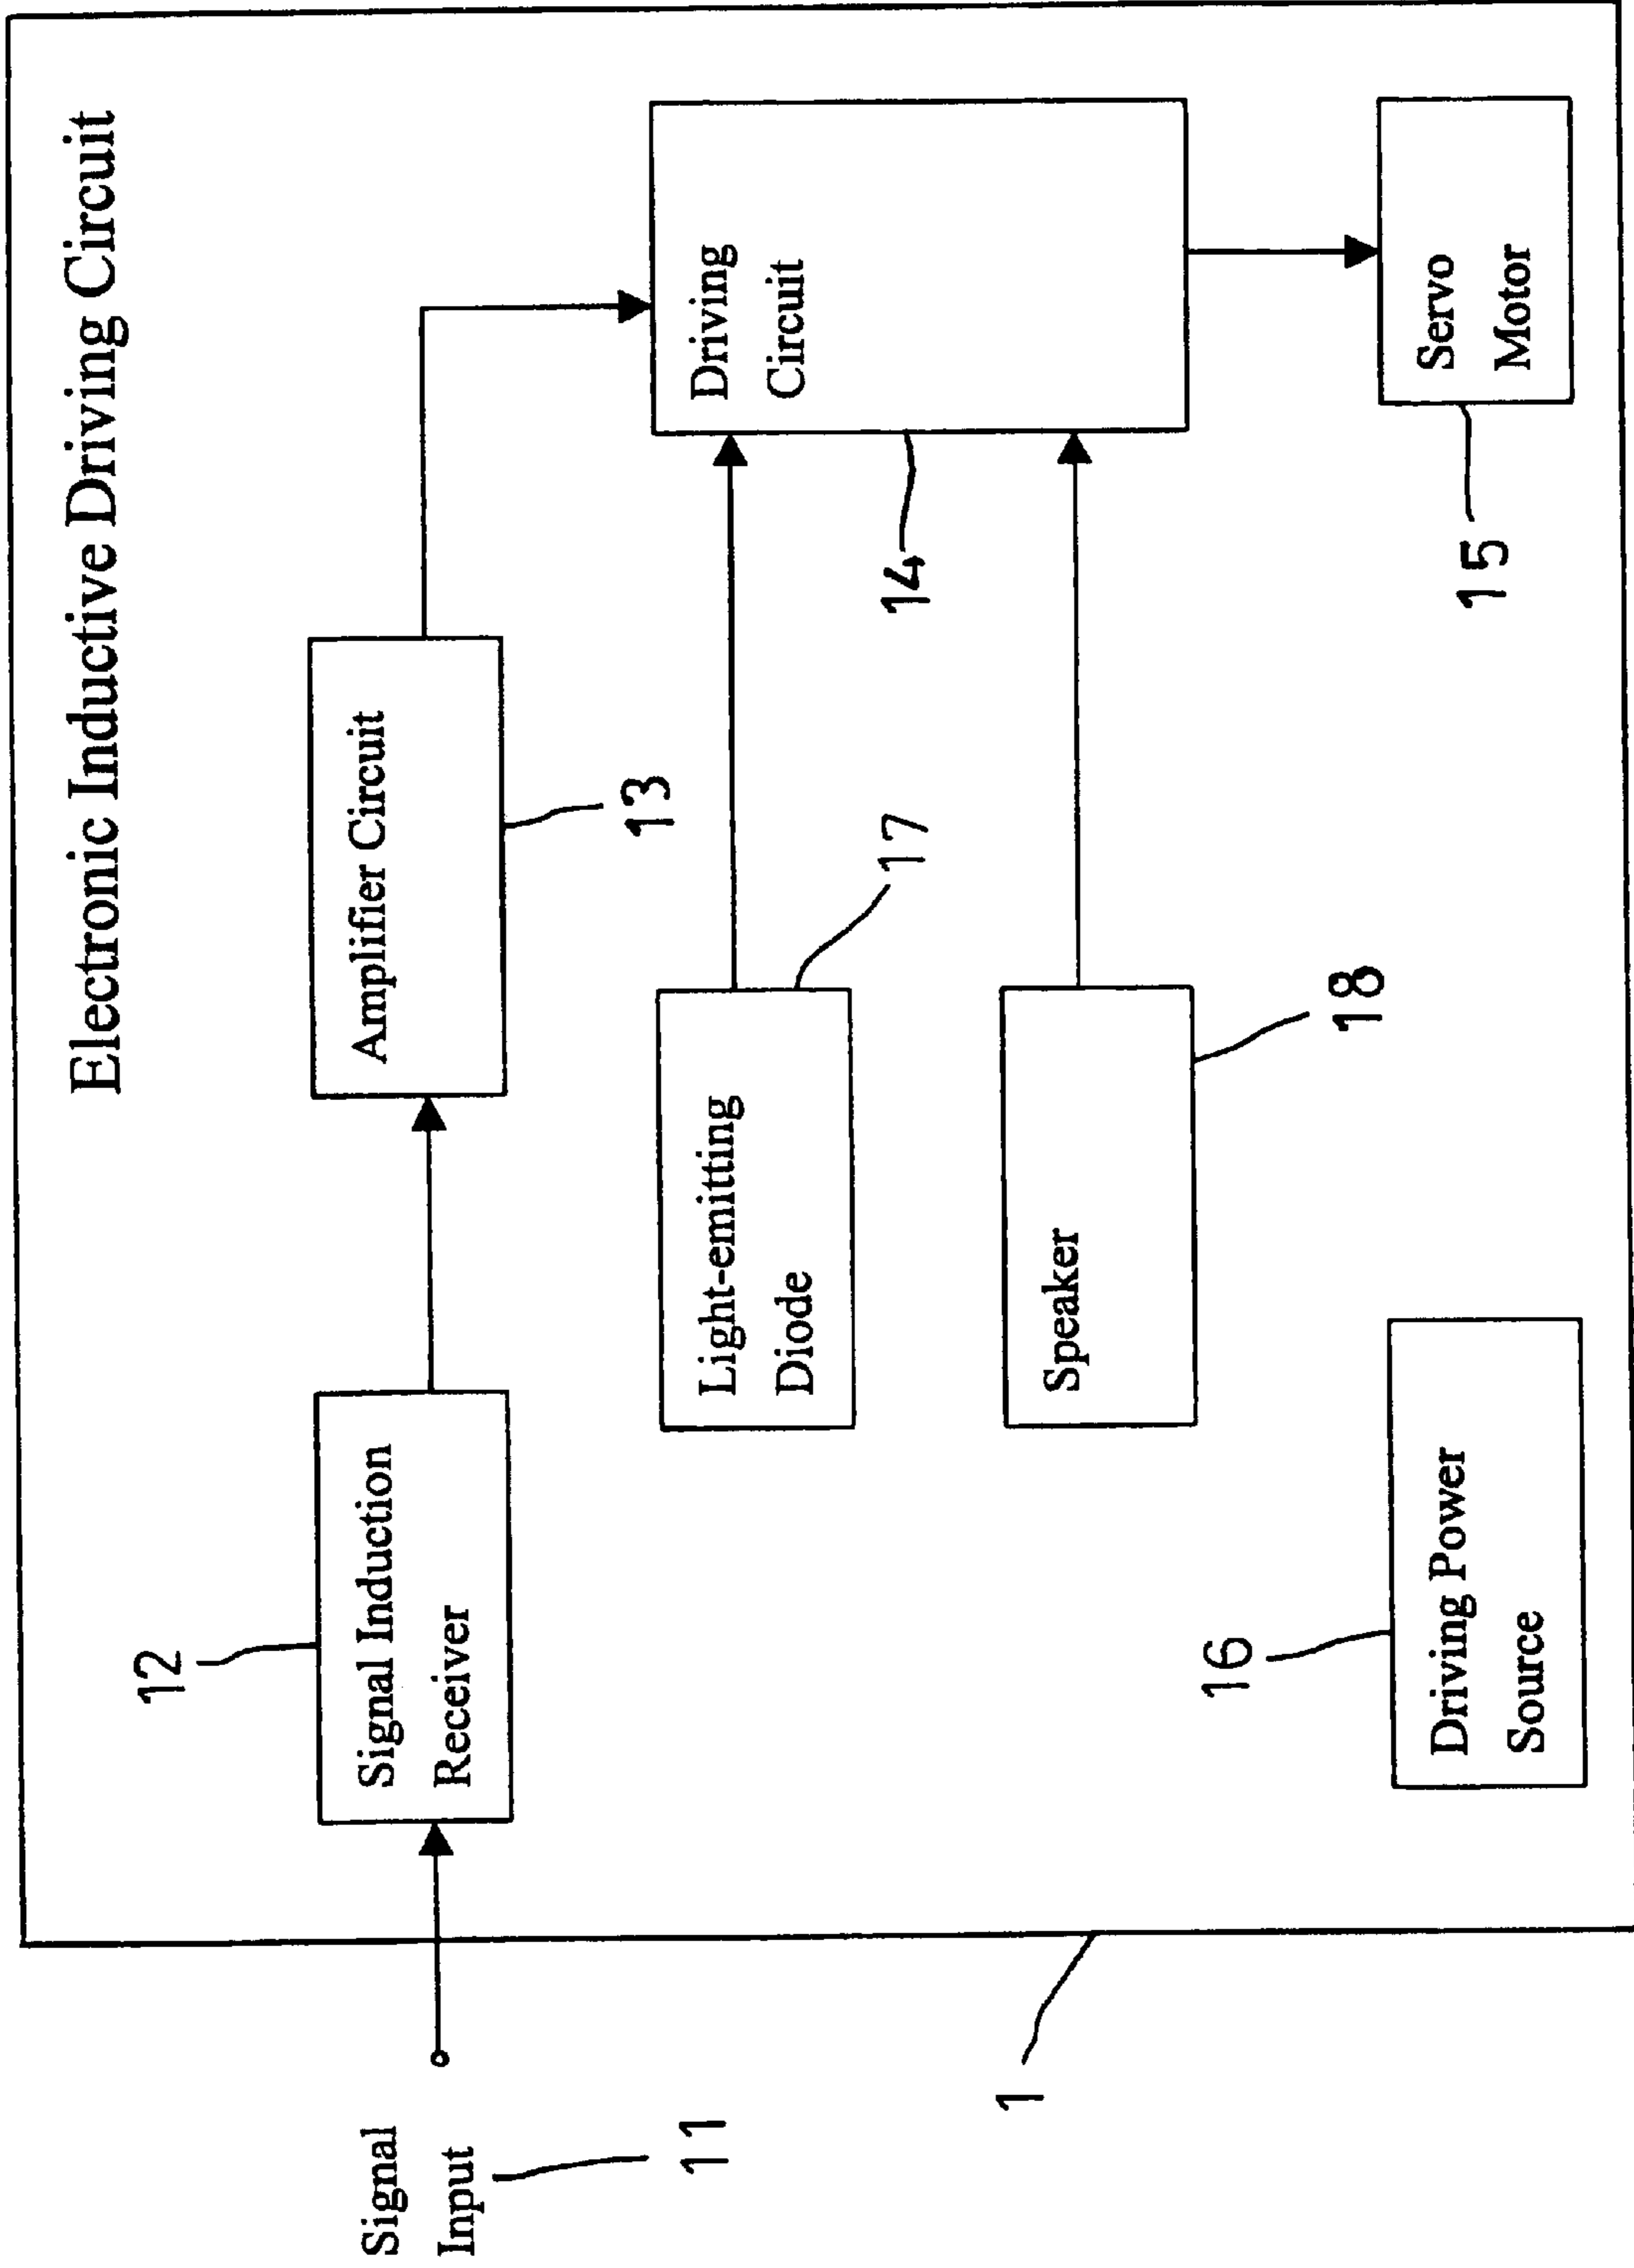 Electronic Inductive Driving Circuit
12
Signal
Input
11
Signal Induction
Receiver
Amplifier Circuit
13
Light-emitting
Diode
17
Driving
Circuit
14
Speaker
18
16
Driving Power
Source
Servo
Motor
15
1